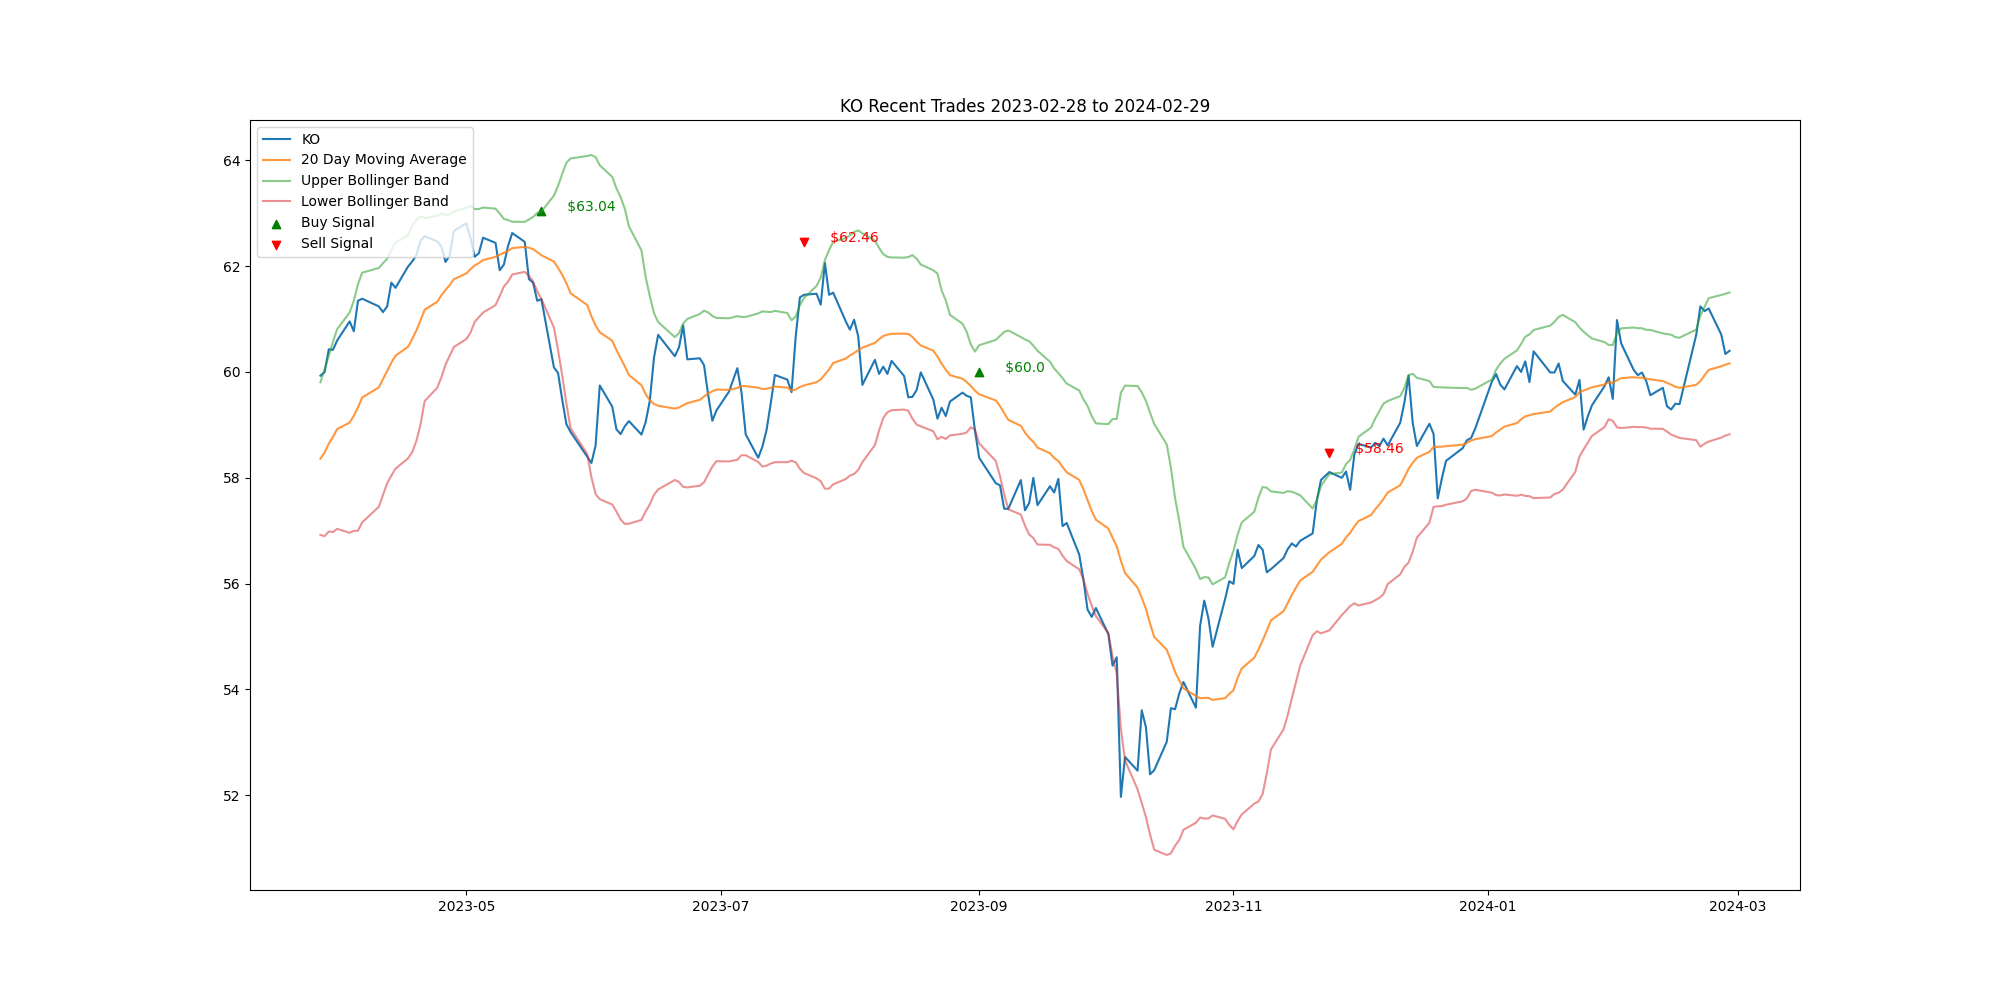 KO Recent Trades 2023-02-28 to 2024-02-29
KO
20 Day Moving Average
Upper Bollinger Band
Lower Bollinger Band
Buy Signal
Sell Signal
64
62
60
58
56
54
52
$63.04
$62.46
$60.0
$58.46
2023-05
2023-07
2023-09
2023-11
2024-01
2024-03